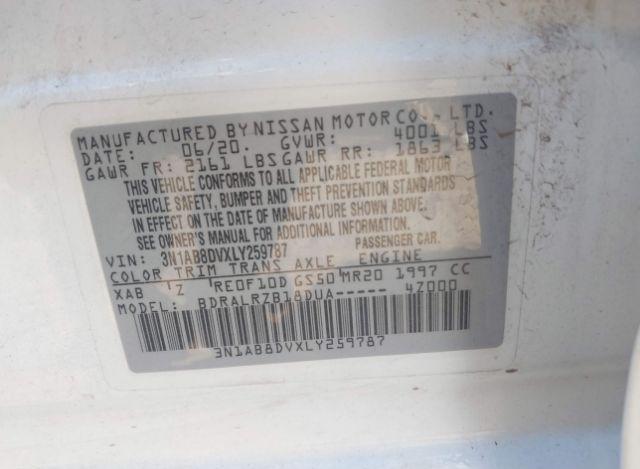 MANUFACTURED BY NISSAN MOTOR CO., LTD.
DATE: 06/20. GVWR: 4001 LBS
GAWR FR: 2161 LBS GAWR RR: 1863 LBS
THIS VEHICLE CONFORMS TO ALL APPLICABLE FEDERAL MOTOR
VEHICLE SAFETY, BUMPER AND THEFT PREVENTION STANDARDS
IN EFFECT ON THE DATE OF MANUFACTURE SHOWN ABOVE.
SEE OWNER'S MANUAL FOR ADDITIONAL INFORMATION.
VIN: 3N1AB8DVXLY259787 PASSENGER CAR.
COLOR TRIM TRANS AXLE ENGINE
XAB Z RE0F10D GS50 MR20 1997 CC
MODEL: BDRALRZB18DUA----- 47000
3N1AB8DVXLY259787